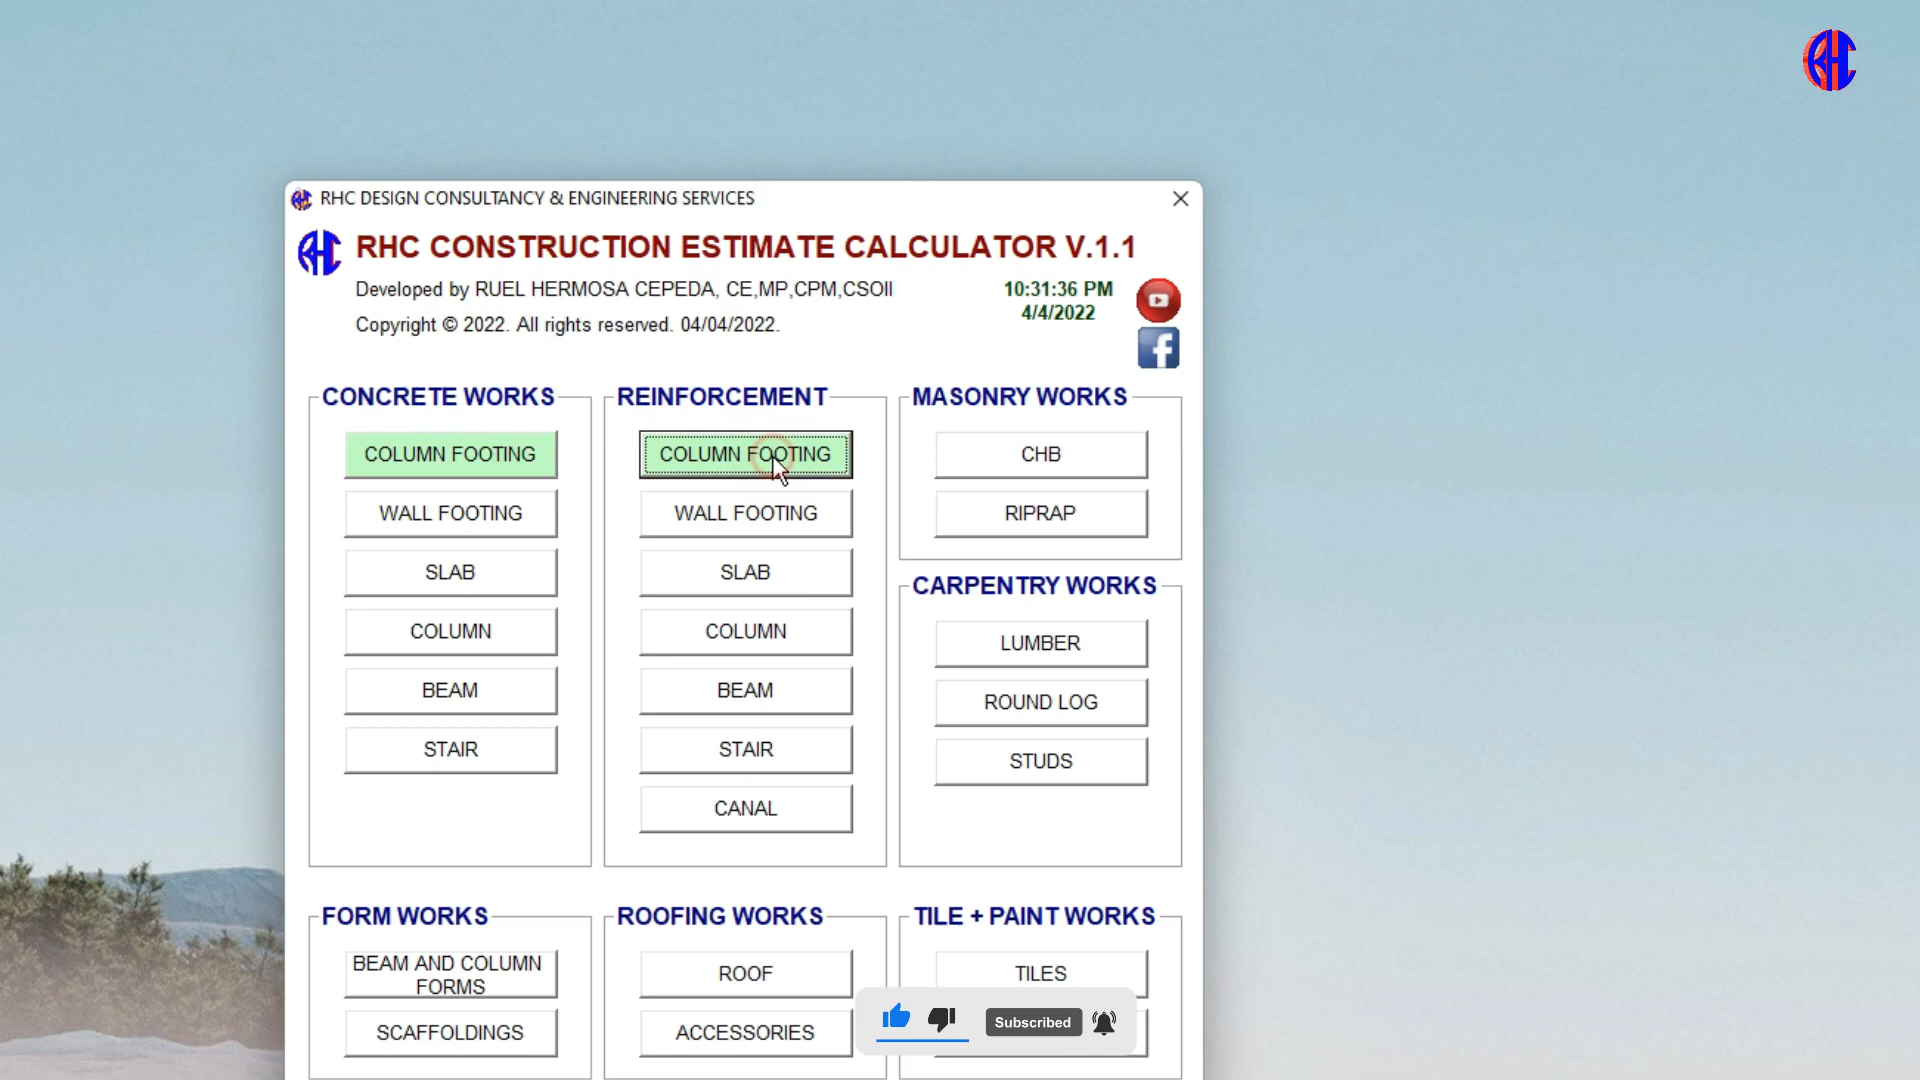 RHC
RHC DESIGN CONSULTANCY & ENGINEERING SERVICES
RHC
RHC CONSTRUCTION ESTIMATE CALCULATOR V.1.1
Developed by RUEL HERMOSA CEPEDA, CE,MP,CPM,CSOII
Copyright © 2022. All rights reserved. 04/04/2022.
10:31:36 PM
4/4/2022
CONCRETE WORKS
COLUMN FOOTING
WALL FOOTING
SLAB
COLUMN
BEAM
STAIR
REINFORCEMENT
COLUMN FOOTING
WALL FOOTING
SLAB
COLUMN
BEAM
STAIR
CANAL
MASONRY WORKS
CHB
RIPRAP
CARPENTRY WORKS
LUMBER
ROUND LOG
STUDS
FORM WORKS
BEAM AND COLUMN
FORMS
SCAFFOLDINGS
ROOFING WORKS
ROOF
ACCESSORIES
TILE + PAINT WORKS
TILES
Subscribed